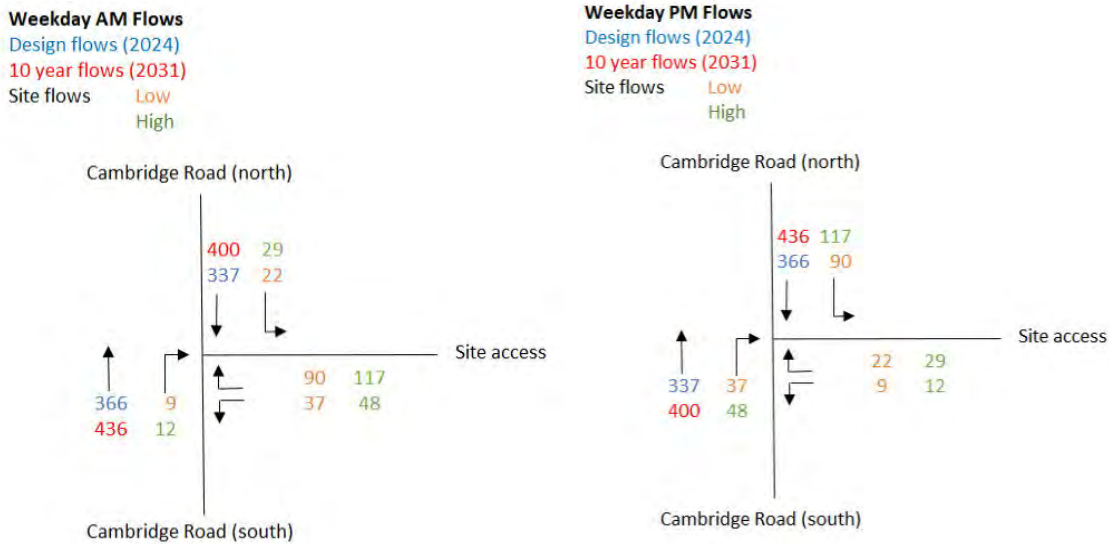 Weekday AM Flows
Design flows (2024)
10 year flows (2031)
Site flows Low
High
Cambridge Road (north)
400 29
337 22
Site access
90 117
366 9 37 48
436 12
Cambridge Road (south)
Weekday PM Flows
Design flows (2024)
10 year flows (2031)
Site flows Low
High
Cambridge Road (north)
436 117
366 90
Site access
22 29
337 37 9 12
400 48
Cambridge Road (south)